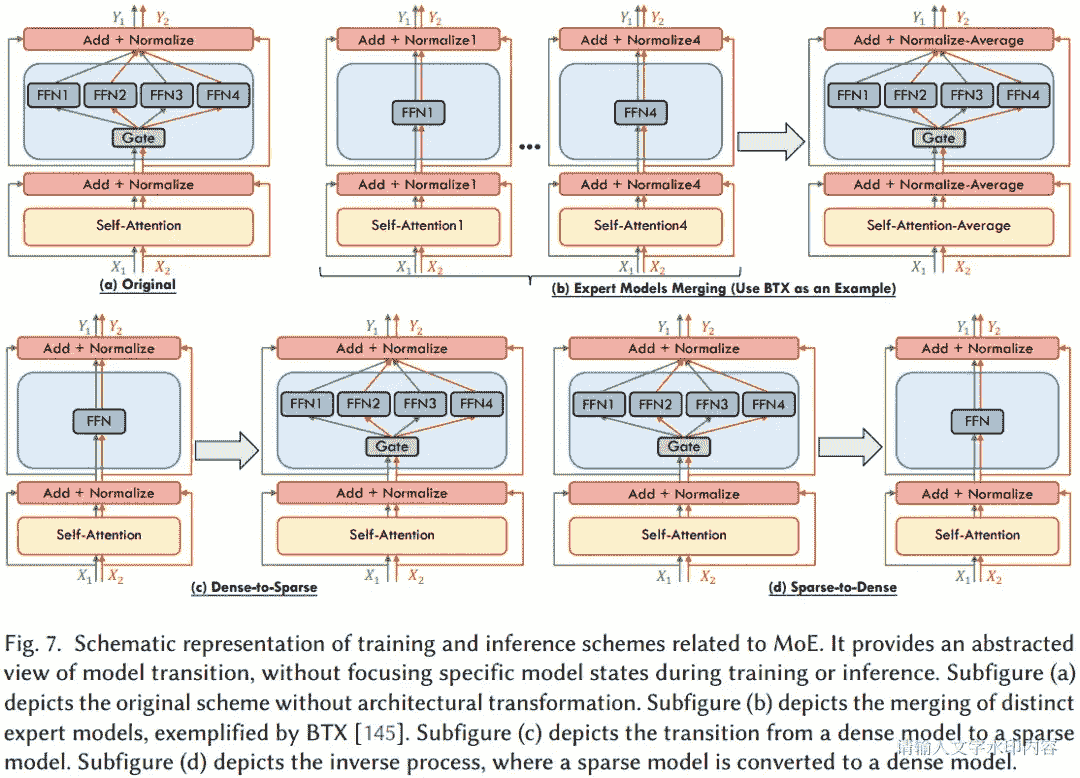 Y1 Y2
Add + Normalize
FFN1 FFN2 FFN3 FFN4
Gate
Add + Normalize
Self-Attention
X1 X2
(a) Original
Y1 Y2
Add + Normalize1
FFN1
Add + Normalize1
Self-Attention1
X1 X2
...
Y1 Y2
Add + Normalize4
FFN4
Add + Normalize4
Self-Attention4
X1 X2
Y1 Y2
Add + Normalize-Average
FFN1 FFN2 FFN3 FFN4
Gate
Add + Normalize-Average
Self-Attention-Average
X1 X2
(b) Expert Models Merging (Use BTX as an Example)
Y1 Y2
Add + Normalize
FFN
Add + Normalize
Self-Attention
X1 X2
Y1 Y2
Add + Normalize
FFN1 FFN2 FFN3 FFN4
Gate
Add + Normalize
Self-Attention
X1 X2
(c) Dense-to-Sparse
Y1 Y2
Add + Normalize
FFN1 FFN2 FFN3 FFN4
Gate
Add + Normalize
Self-Attention
X1 X2
Y1 Y2
Add + Normalize
FFN
Add + Normalize
Self-Attention
X1 X2
(d) Sparse-to-Dense
Fig. 7. Schematic representation of training and inference schemes related to MoE. It provides an abstracted
view of model transition, without focusing specific model states during training or inference. Subfigure (a)
depicts the original scheme without architectural transformation. Subfigure (b) depicts the merging of distinct
expert models, exemplified by BTX [145]. Subfigure (c) depicts the transition from a dense model to a sparse
model. Subfigure (d) depicts the inverse process, where a sparse model is converted to a dense model.
请输入文字水印内容